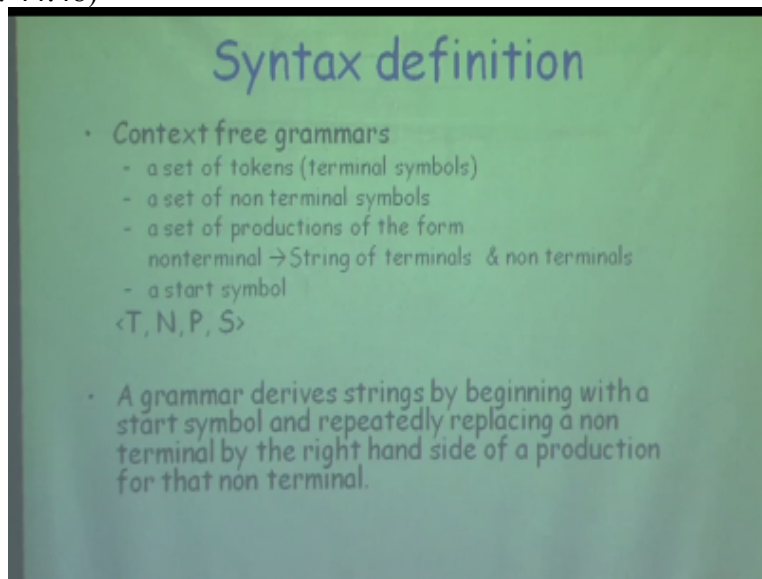 Syntax definition
· Context free grammars
- a set of tokens (terminal symbols)
- a set of non terminal symbols
- a set of productions of the form
nonterminal → String of terminals & non terminals
- a start symbol
<T, N, P, S>
· A grammar derives strings by beginning with a
start symbol and repeatedly replacing a non
terminal by the right hand side of a production
for that non terminal.